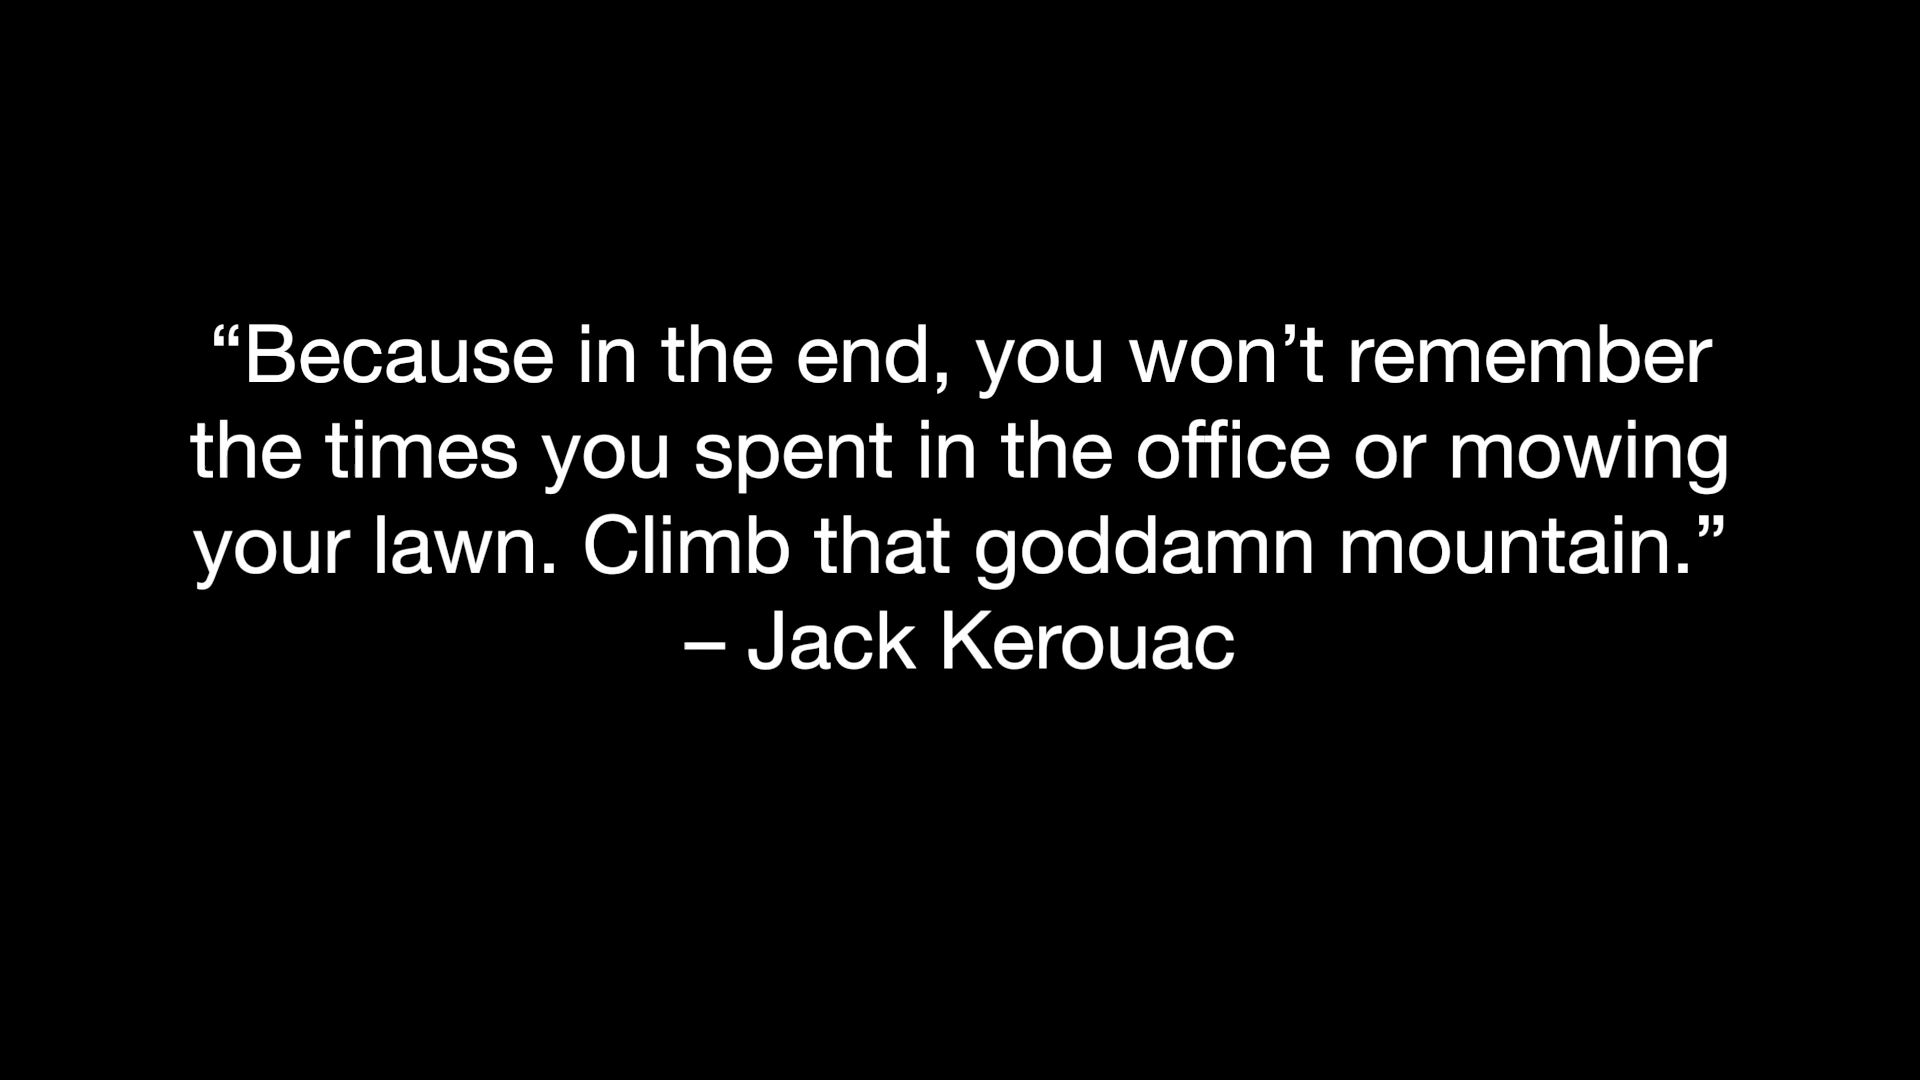 “Because in the end, you won’t remember
the times you spent in the office or mowing
your lawn. Climb that goddamn mountain.”
– Jack Kerouac